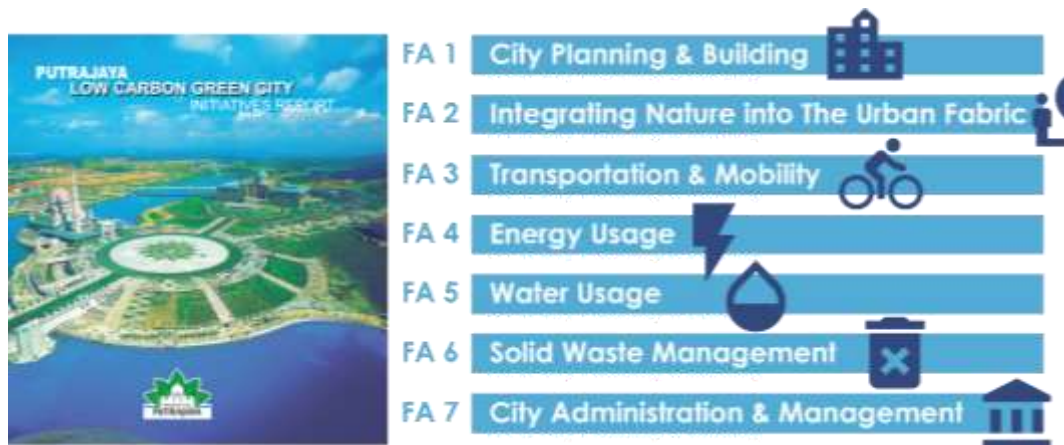 PUTRAJAYA
LOW CARBON GREEN CITY
INITIATIVES REPORT
PUTRAJAYA
FA 1 City Planning & Building
FA 2 Integrating Nature into The Urban Fabric
FA 3 Transportation & Mobility
FA 4 Energy Usage
FA 5 Water Usage
FA 6 Solid Waste Management
FA 7 City Administration & Management